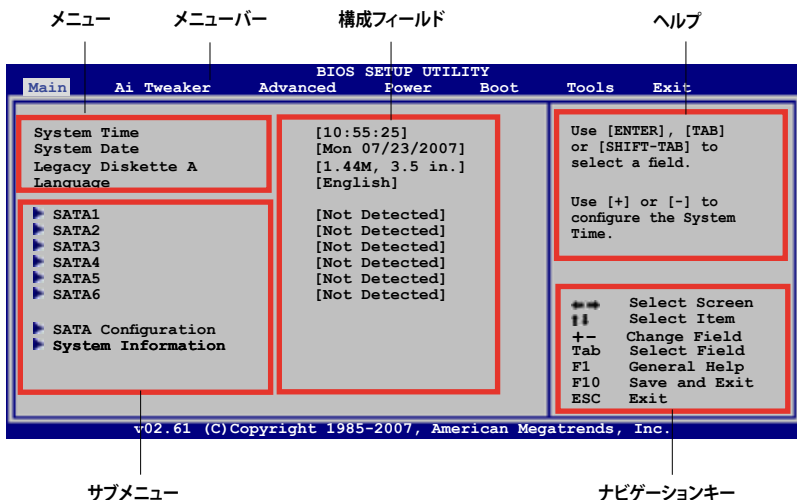 メニュー メニューバー 構成フィールド ヘルプ
BIOS SETUP UTILITY
Main Ai Tweaker Advanced Power Boot Tools Exit
System Time [10:55:25]
System Date [Mon 07/23/2007]
Legacy Diskette A [1.44M, 3.5 in.]
Language [English]
SATA1 [Not Detected]
SATA2 [Not Detected]
SATA3 [Not Detected]
SATA4 [Not Detected]
SATA5 [Not Detected]
SATA6 [Not Detected]
SATA Configuration
System Information
Use [ENTER], [TAB]
or [SHIFT-TAB] to
select a field.
Use [+] or [-] to
configure the System
Time.
Select Screen
Select Item
+- Change Field
Tab Select Field
F1 General Help
F10 Save and Exit
ESC Exit
v02.61 (C)Copyright 1985-2007, American Megatrends, Inc.
サブメニュー ナビゲーションキー